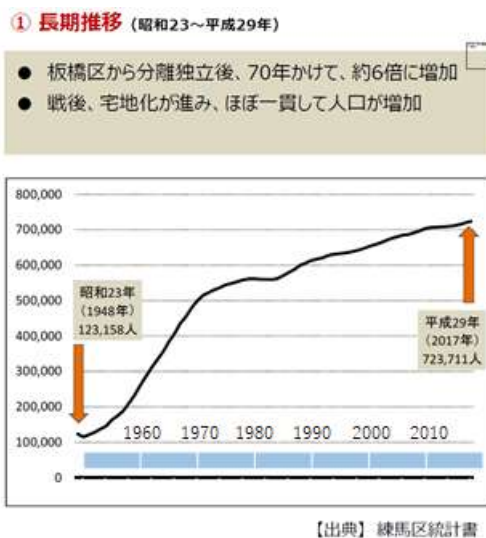 ① 長期推移（昭和23～平成29年）
● 板橋区から分離独立後、70年かけて、約6倍に増加
● 戦後、宅地化が進み、ほぼ一貫して人口が増加
800,000
700,000
600,000
500,000
400,000
300,000
200,000
100,000
0
昭和23年
（1948年）
123,158人
平成29年
（2017年）
723,711人
1960 1970 1980 1990 2000 2010
【出典】練馬区統計書